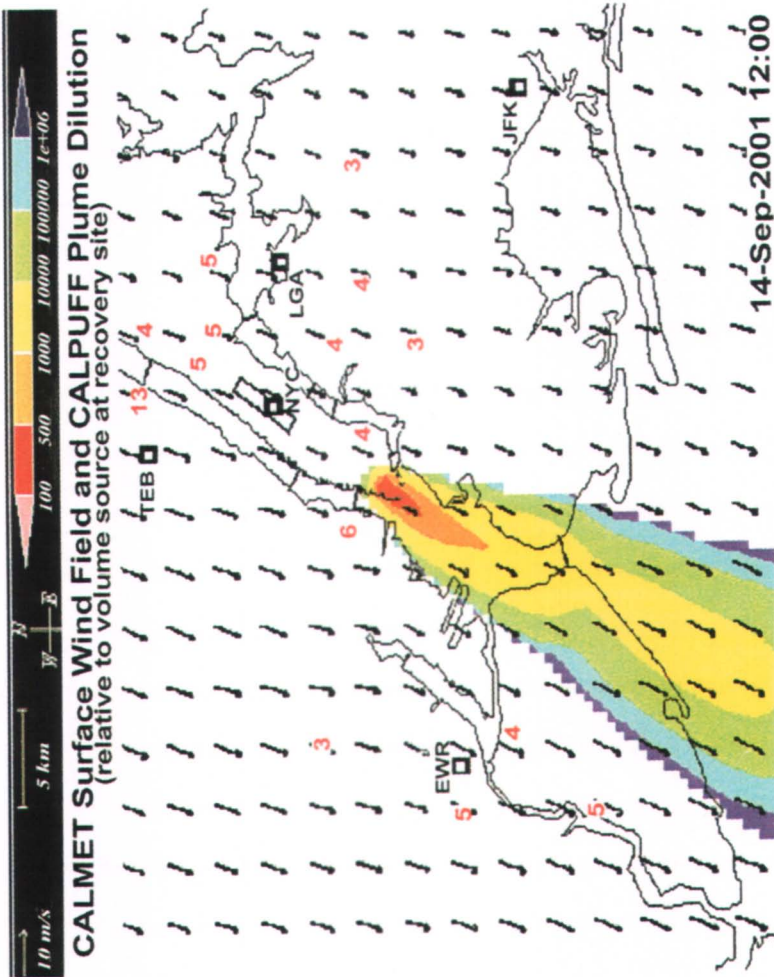 10 m/s
5 km
N
W E
100 500 1000 10000 100000 1e+06
CALMET Surface Wind Field and CALPUFF Plume Dilution
(relative to volume source at recovery site)
13 4
TEB
5 5 5
NYC LGA
3 4
6 4 4 3
3
EWR 5 4
JFK
5
14-Sep-2001 12:00